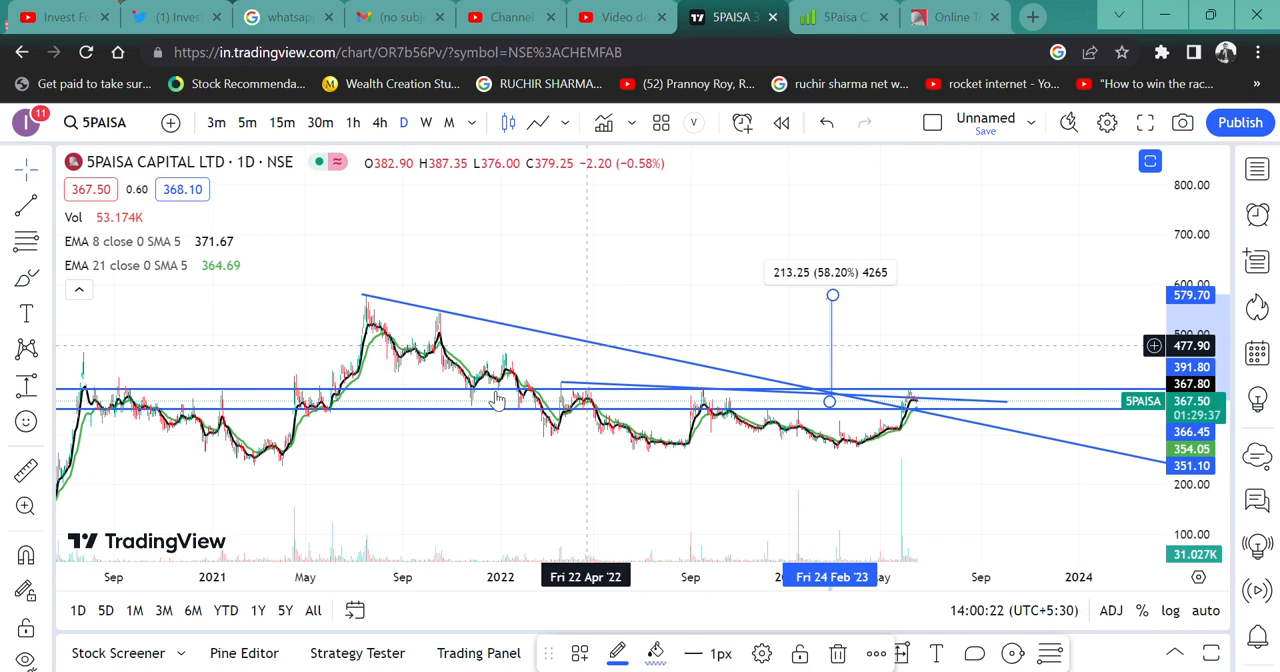 Invest Fo
(1) Invest
whatsapp
(no subj
Channel
Video de
5PAISA 3
5Paisa C
Online T
https://in.tradingview.com/chart/OR7b56Pv/?symbol=NSE%3ACHEMFAB
Get paid to take sur...
Stock Recommenda...
Wealth Creation Stu...
RUCHIR SHARMA...
(52) Prannoy Roy, R...
ruchir sharma net w...
rocket internet - Yo...
"How to win the rac...
»
I
11
5PAISA
3m 5m 15m 30m 1h 4h D W M
V
Unnamed
Save
Publish
5PAISA CAPITAL LTD · 1D · NSE
O382.90 H387.35 L376.00 C379.25 −2.20 (−0.58%)
367.50 0.60 368.10
Vol 53.174K
EMA 8 close 0 SMA 5 371.67
EMA 21 close 0 SMA 5 364.69
213.25 (58.20%) 4265
800.00
700.00
579.70
477.90
391.80
367.80
5PAISA 367.50
01:29:37
366.45
354.05
351.10
200.00
100.00
31.027K
TradingView
Sep 2021 May Sep 2022 Fri 22 Apr '22 Sep Fri 24 Feb '23 Sep 2024
1D 5D 1M 3M 6M YTD 1Y 5Y All
14:00:22 (UTC+5:30) ADJ % log auto
Stock Screener Pine Editor Strategy Tester Trading Panel
1px
T